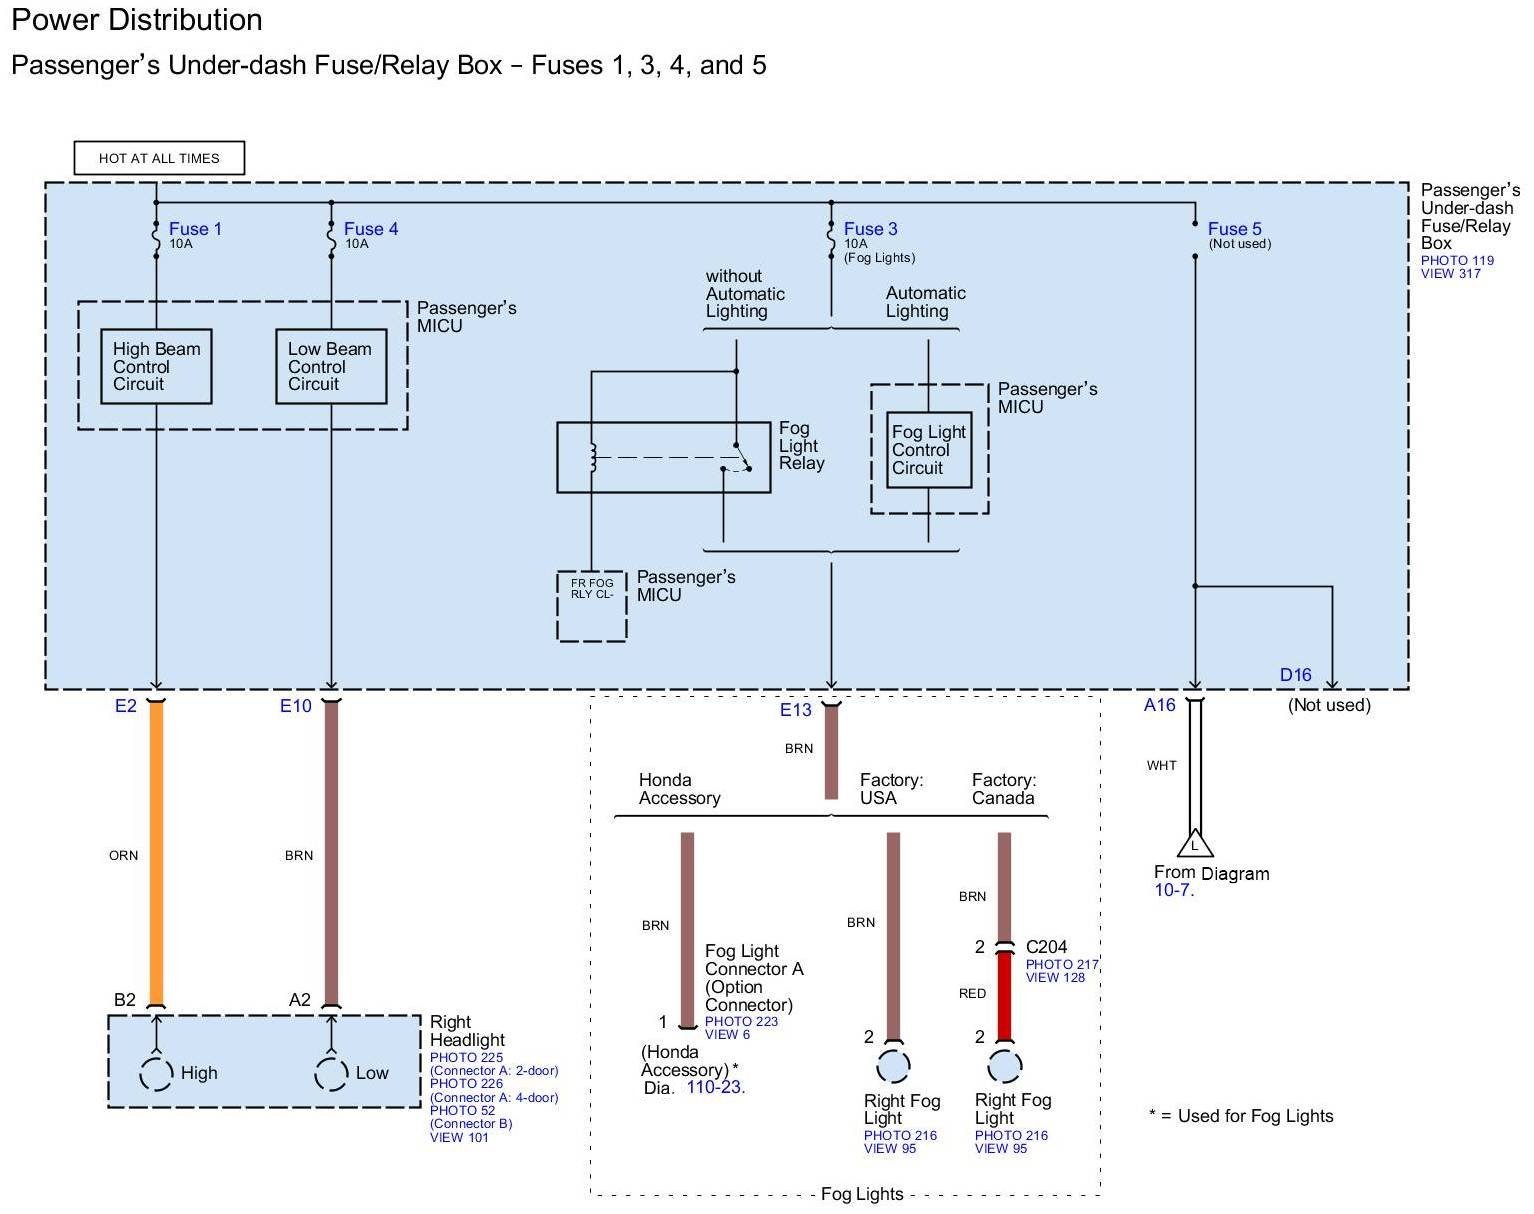 Power Distribution
Passenger's Under-dash Fuse/Relay Box – Fuses 1, 3, 4, and 5
HOT AT ALL TIMES
Passenger's
Under-dash
Fuse/Relay
Box
PHOTO 119
VIEW 317
Fuse 1
10A
Fuse 4
10A
Fuse 3
10A
(Fog Lights)
Fuse 5
(Not used)
without
Automatic
Lighting
Automatic
Lighting
Passenger's
MICU
High Beam
Control
Circuit
Low Beam
Control
Circuit
Passenger's
MICU
Fog
Light
Relay
Fog Light
Control
Circuit
FR FOG
RLY CL-
Passenger's
MICU
D16
(Not used)
E2
E10
E13
A16
BRN
WHT
Honda
Accessory
Factory:
USA
Factory:
Canada
ORN
BRN
L
From Diagram
10-7.
BRN
BRN
BRN
2
C204
PHOTO 217
VIEW 128
RED
Fog Light
Connector A
(Option
Connector)
PHOTO 223
VIEW 6
1
(Honda
Accessory) *
Dia. 110-23.
2
2
B2
A2
Right
Headlight
PHOTO 225
(Connector A: 2-door)
PHOTO 226
(Connector A: 4-door)
PHOTO 52
(Connector B)
VIEW 101
High
Low
Right Fog
Light
PHOTO 216
VIEW 95
Right Fog
Light
PHOTO 216
VIEW 95
* = Used for Fog Lights
Fog Lights